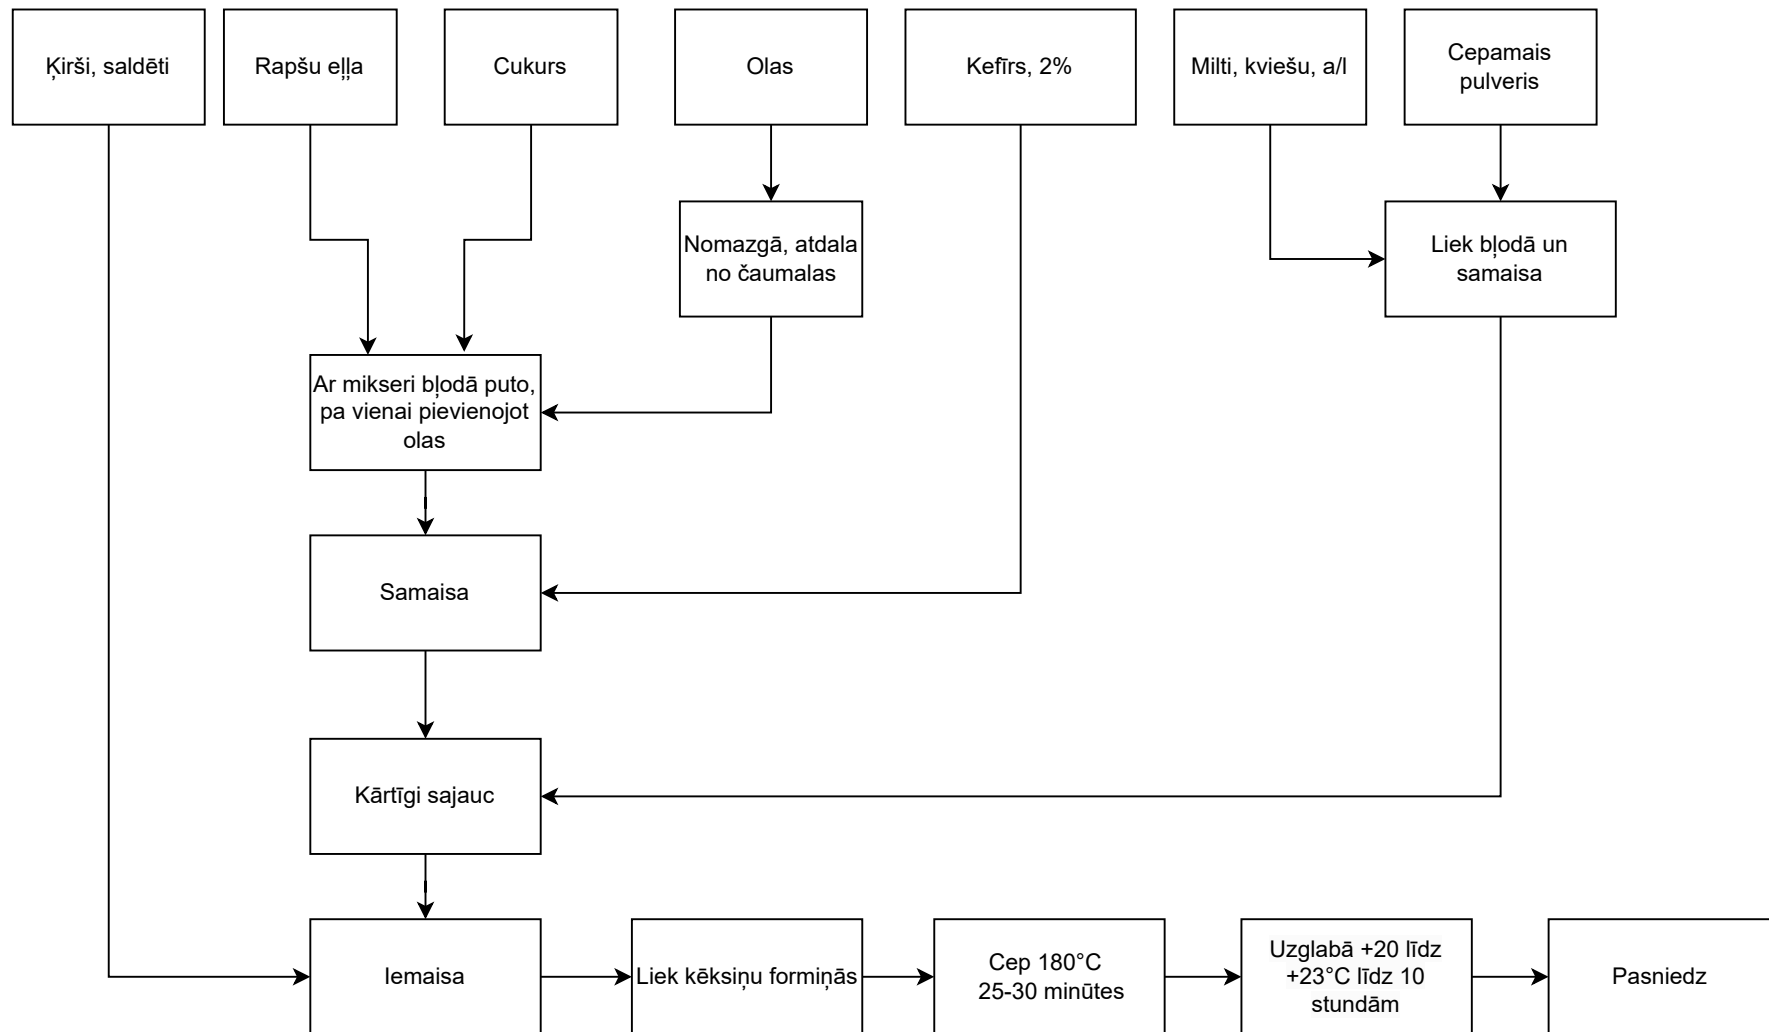 Ķirši, saldēti
Rapšu eļļa
Cukurs
Olas
Kefīrs, 2%
Milti, kviešu, a/l
Cepamais
pulveris
Nomazgā, atdala
no čaumalas
Liek bļodā un
samaisa
Ar mikseri bļodā puto,
pa vienai pievienojot
olas
Samaisa
Kārtīgi sajauc
Iemaisa
Liek kēksiņu formiņās
Cep 180°C
25-30 minūtes
Uzglabā +20 līdz
+23°C līdz 10
stundām
Pasniedz